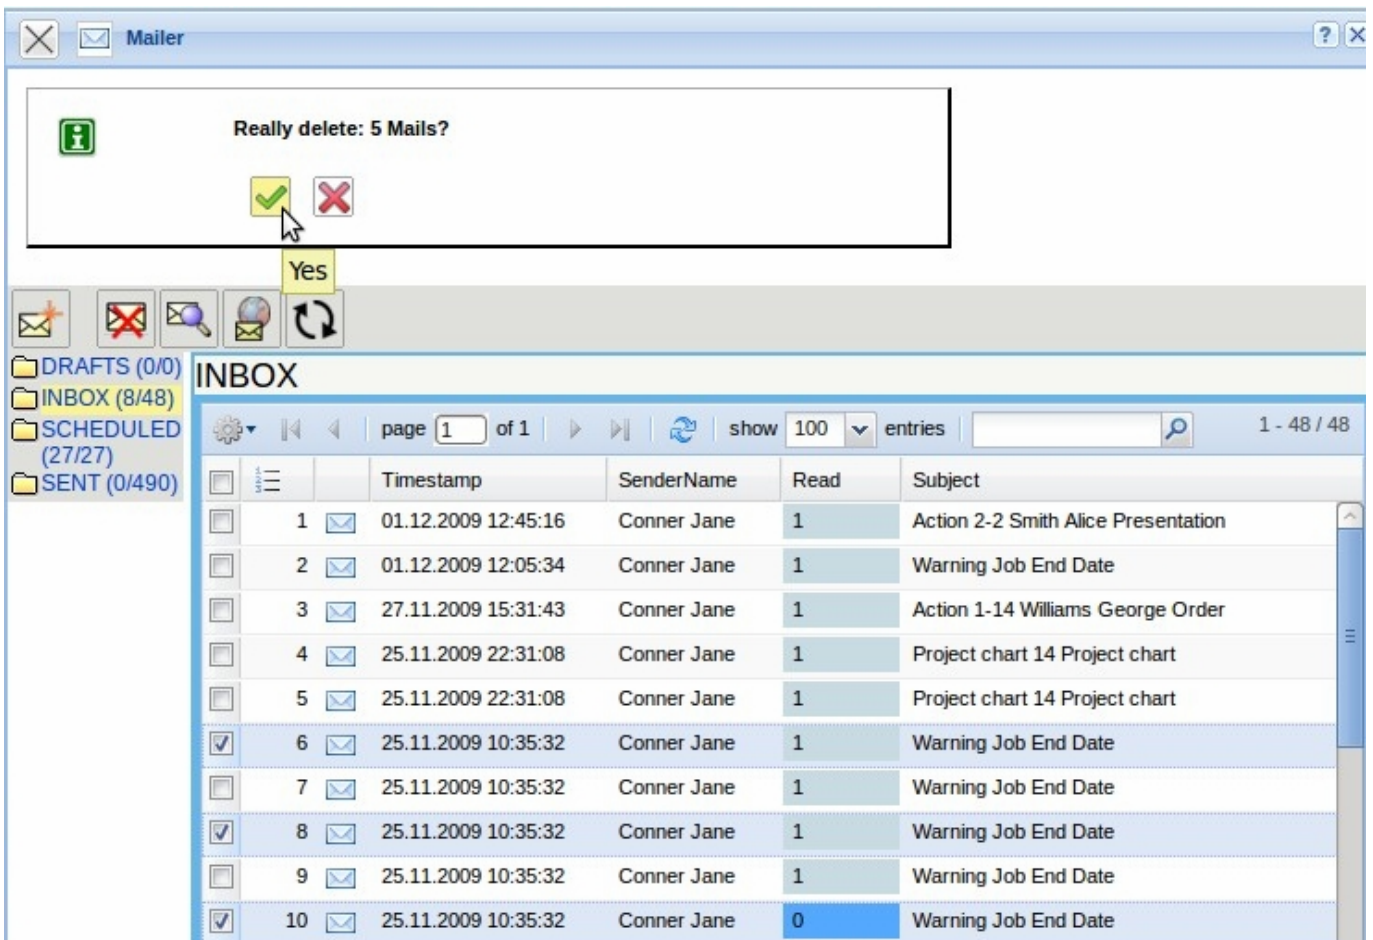 Mailer
Really delete: 5 Mails?
Yes
DRAFTS (0/0)
INBOX (8/48)
SCHEDULED
(27/27)
SENT (0/490)
INBOX
page 1 of 1 show 100 entries 1 - 48 / 48
Timestamp SenderName Read Subject
1 01.12.2009 12:45:16 Conner Jane 1 Action 2-2 Smith Alice Presentation
2 01.12.2009 12:05:34 Conner Jane 1 Warning Job End Date
3 27.11.2009 15:31:43 Conner Jane 1 Action 1-14 Williams George Order
4 25.11.2009 22:31:08 Conner Jane 1 Project chart 14 Project chart
5 25.11.2009 22:31:08 Conner Jane 1 Project chart 14 Project chart
6 25.11.2009 10:35:32 Conner Jane 1 Warning Job End Date
7 25.11.2009 10:35:32 Conner Jane 1 Warning Job End Date
8 25.11.2009 10:35:32 Conner Jane 1 Warning Job End Date
9 25.11.2009 10:35:32 Conner Jane 1 Warning Job End Date
10 25.11.2009 10:35:32 Conner Jane 0 Warning Job End Date